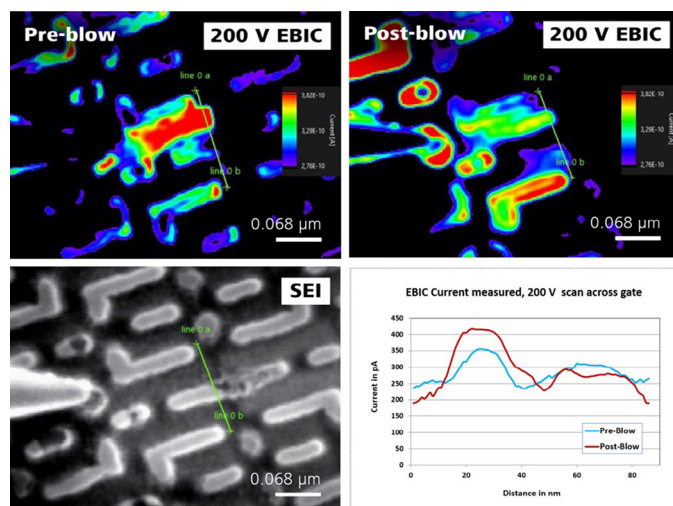 Pre-blow
200 V EBIC
line 0 a
3,82E-10
3,29E-10
2,76E-10
Current [A]
line 0 b
0.068 µm
Post-blow
200 V EBIC
line 0 a
3,82E-10
3,29E-10
2,76E-10
Current [A]
line 0 b
0.068 µm
SEI
line 0 a
line 0 b
0.068 µm
EBIC Current measured, 200 V scan across gate
Current in pA
450
400
350
300
250
200
150
100
50
0
Pre-Blow
Post-Blow
0
20
40
60
80
Distance in nm